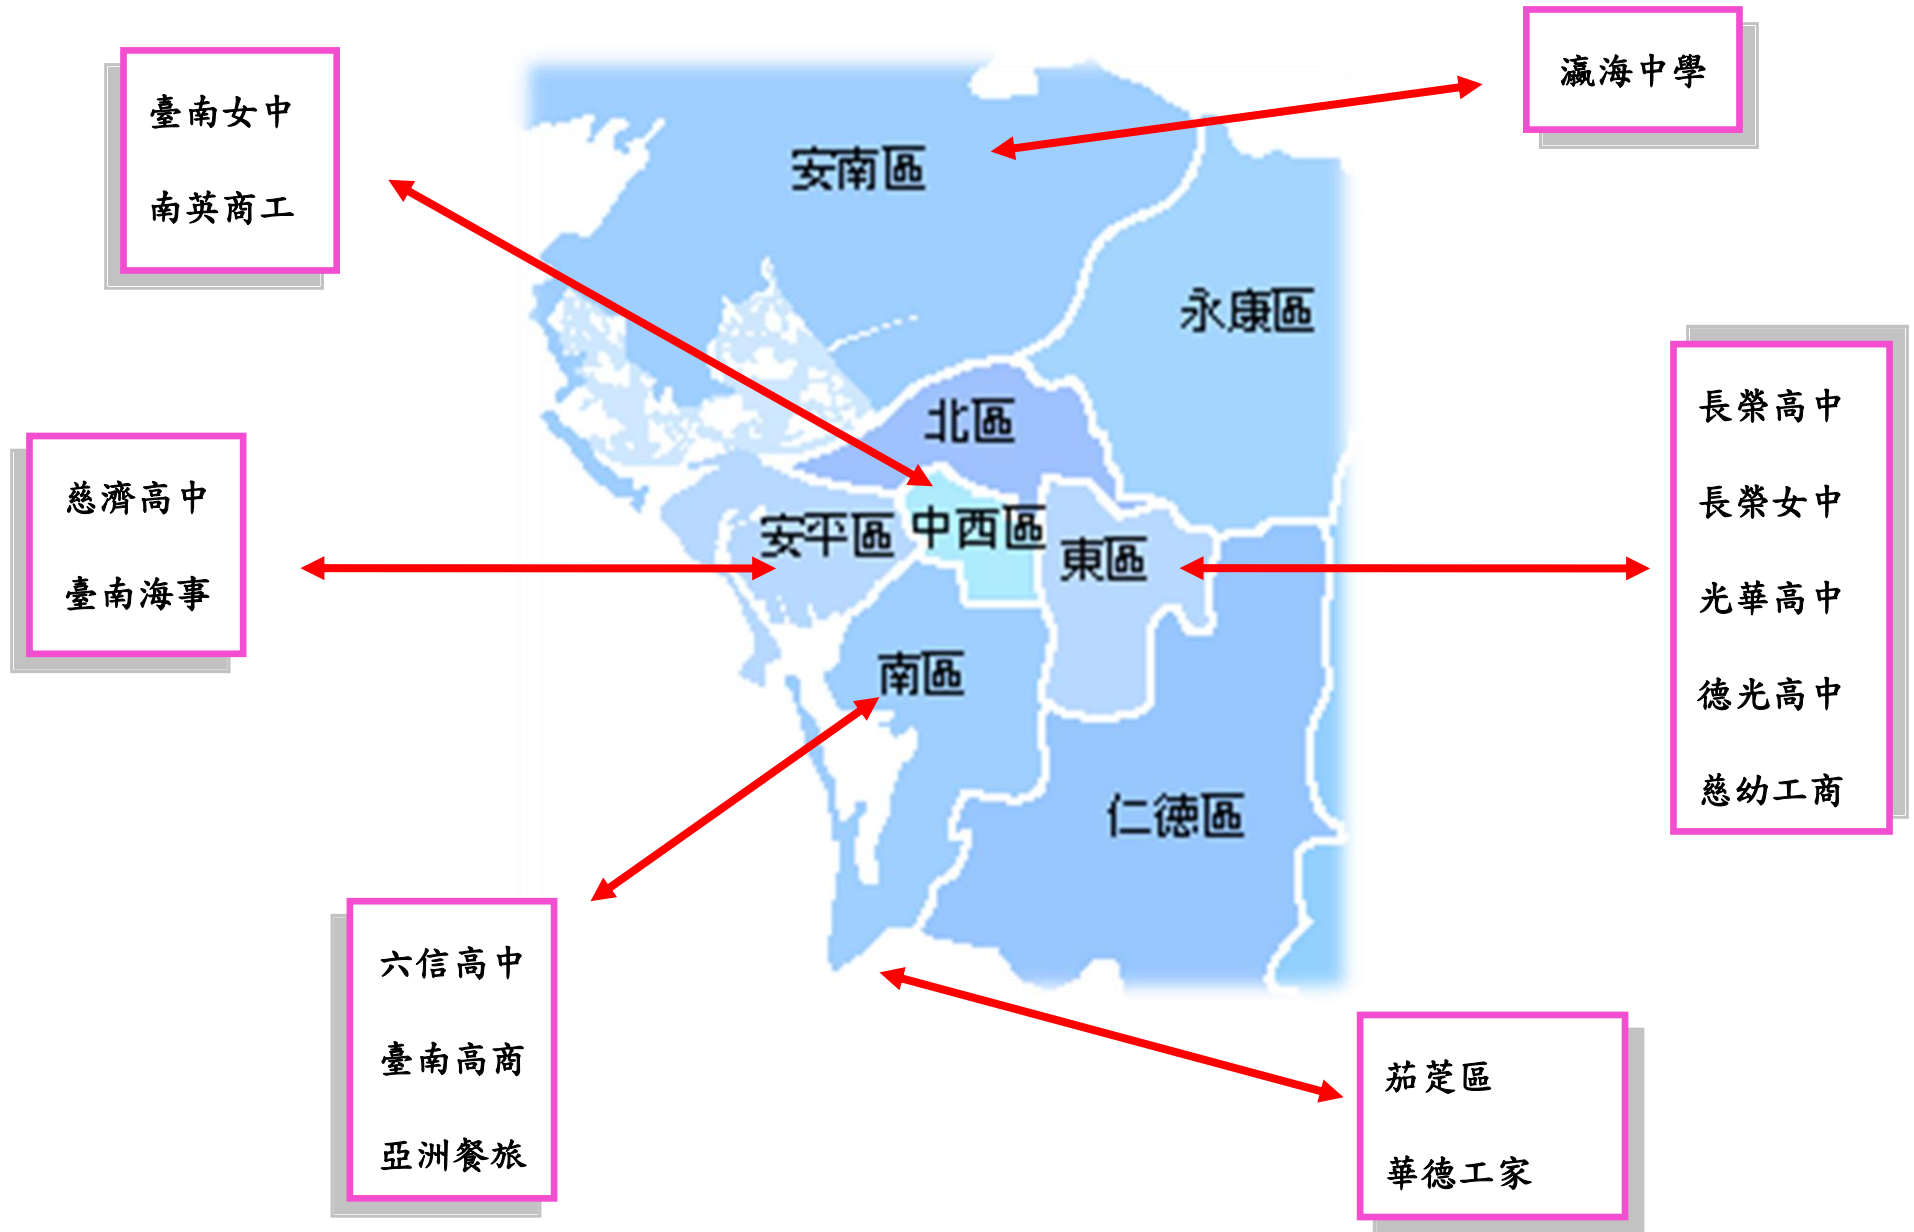 瀛海中學
臺南女中
南英商工
安南區
永康區
北區
長榮高中
長榮女中
光華高中
德光高中
慈幼工商
慈濟高中
臺南海事
安平區
中西區
東區
南區
仁德區
六信高中
臺南高商
亞洲餐旅
茄萣區
華德工家